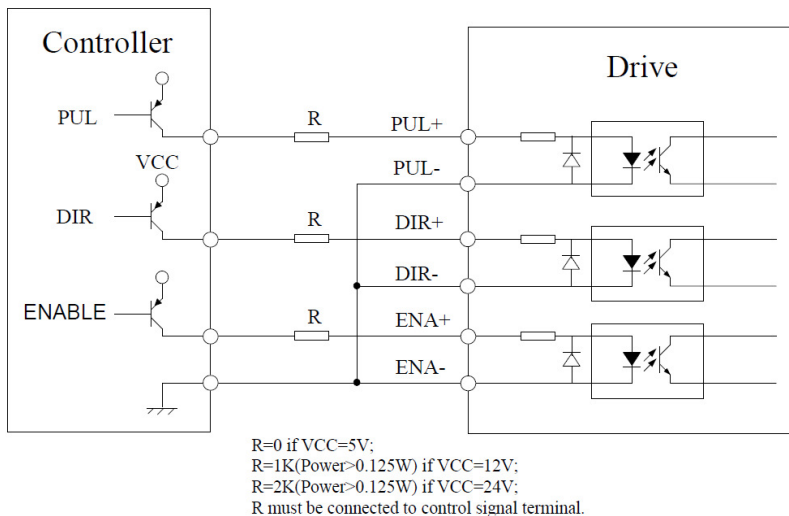 Controller
Drive
PUL
R
PUL+
VCC
PUL-
DIR
R
DIR+
DIR-
ENABLE
R
ENA+
ENA-
R=0 if VCC=5V;
R=1K(Power>0.125W) if VCC=12V;
R=2K(Power>0.125W) if VCC=24V;
R must be connected to control signal terminal.